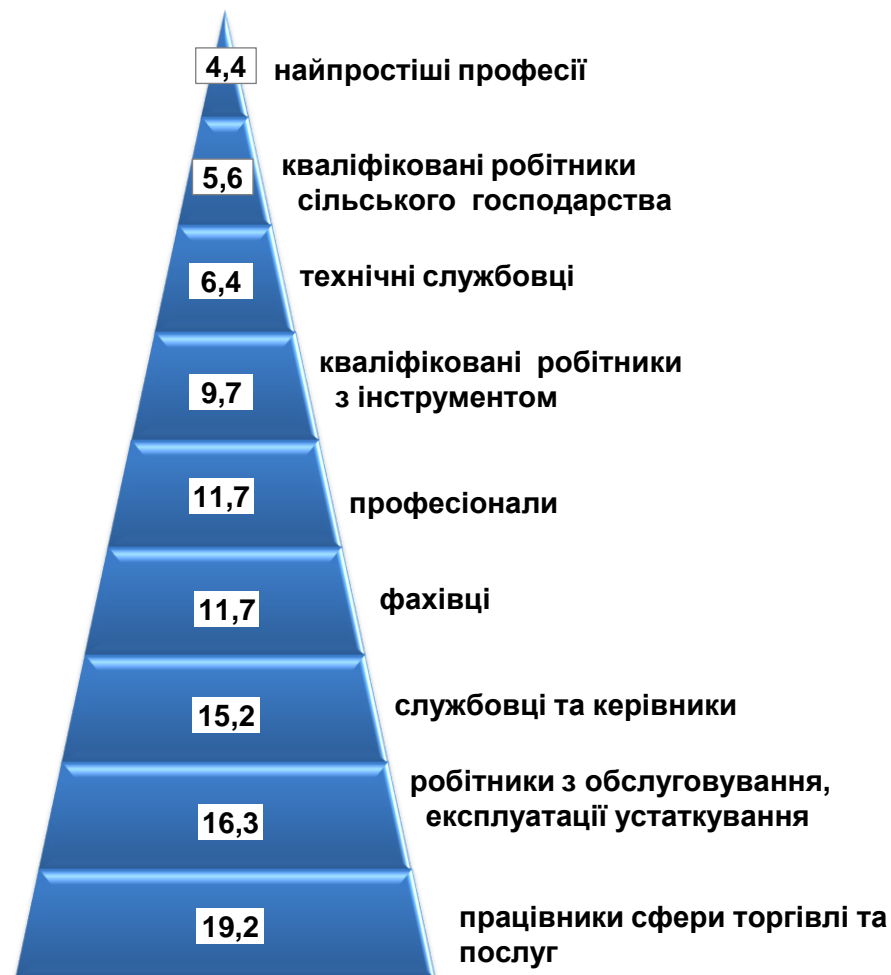 4,4
найпростіші професії
5,6
кваліфіковані робітники
сільського господарства
6,4
технічні службовці
кваліфіковані робітники
9,7
з інструментом
11,7
професіонали
11,7
фахівці
15,2
службовці та керівники
робітники з обслуговування,
16,3
експлуатації устаткування
19,2
працівники сфери торгівлі та
послуг